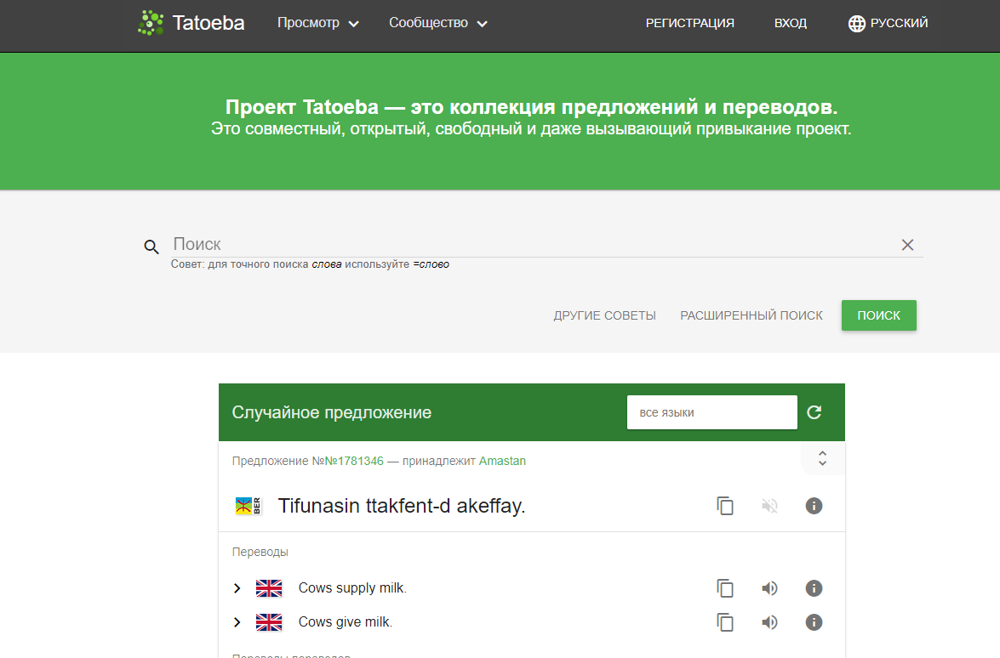 Tatoeba Просмотр Сообщество РЕГИСТРАЦИЯ ВХОД РУССКИЙ
Проект Tatoeba — это коллекция предложений и переводов.
Это совместный, открытый, свободный и даже вызывающий привыкание проект.
Поиск
Совет: для точного поиска слова используйте =слово
ДРУГИЕ СОВЕТЫ РАСШИРЕННЫЙ ПОИСК ПОИСК
Случайное предложение все языки
Предложение №№1781346 — принадлежит Amastan
BER Tifunasin ttakfent-d akeffay.
Переводы
Cows supply milk.
Cows give milk.
Переводы переводов